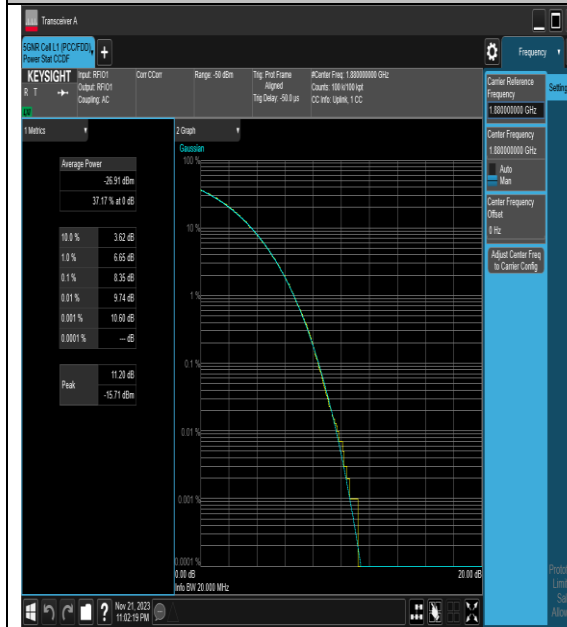 Transceiver A
5GNR Cell L1 (PCC/FDD),
Power Stat CCDF
Frequency
KEYSIGHT
R T
Input: RFIO1
Output: RFIO1
Coupling: AC
Corr CCorr
Range: -50 dBm
Trig: Prot Frame
Aligned
Trig Delay: -50.0 µs
#Center Freq: 1.880000000 GHz
Counts: 100 k/100 kpt
CC Info: Uplink, 1 CC
Carrier Reference
Frequency
1.880000000 GHz
Setting
Center Frequency
1.880000000 GHz
Auto
Man
Center Frequency
Offset
0 Hz
Adjust Center Freq
to Carrier Config
1 Metrics
Average Power
-26.91 dBm
37.17 % at 0 dB
10.0 % 3.62 dB
1.0 % 6.65 dB
0.1 % 8.35 dB
0.01 % 9.74 dB
0.001 % 10.60 dB
0.0001 % --- dB
Peak
11.20 dB
-15.71 dBm
2 Graph
Gaussian
100 %
10 %
1 %
0.1 %
0.01 %
0.001 %
0.0001 %
0.00 dB
20.00 dB
Info BW 20.000 MHz
Nov 21, 2023
11:02:19 PM